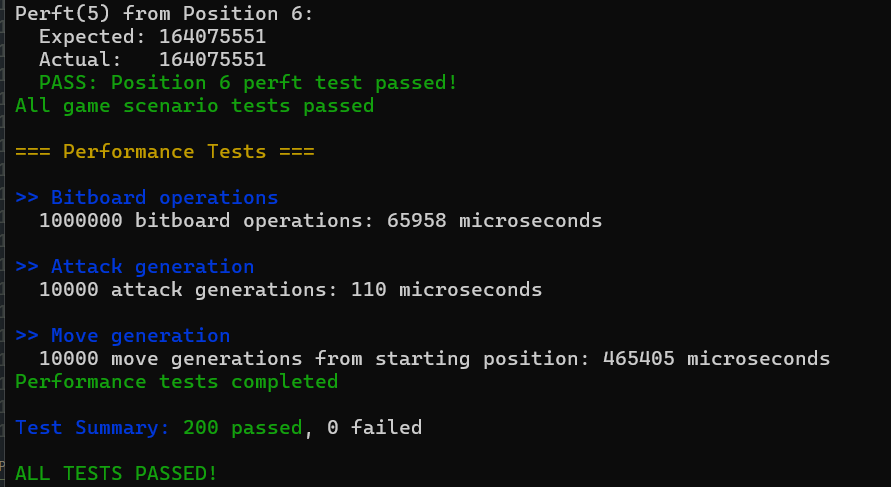 Perft(5) from Position 6:
Expected: 164075551
Actual: 164075551
PASS: Position 6 perft test passed!
All game scenario tests passed
=== Performance Tests ===
>> Bitboard operations
1000000 bitboard operations: 65958 microseconds
>> Attack generation
10000 attack generations: 110 microseconds
>> Move generation
10000 move generations from starting position: 465405 microseconds
Performance tests completed
Test Summary: 200 passed, 0 failed
ALL TESTS PASSED!